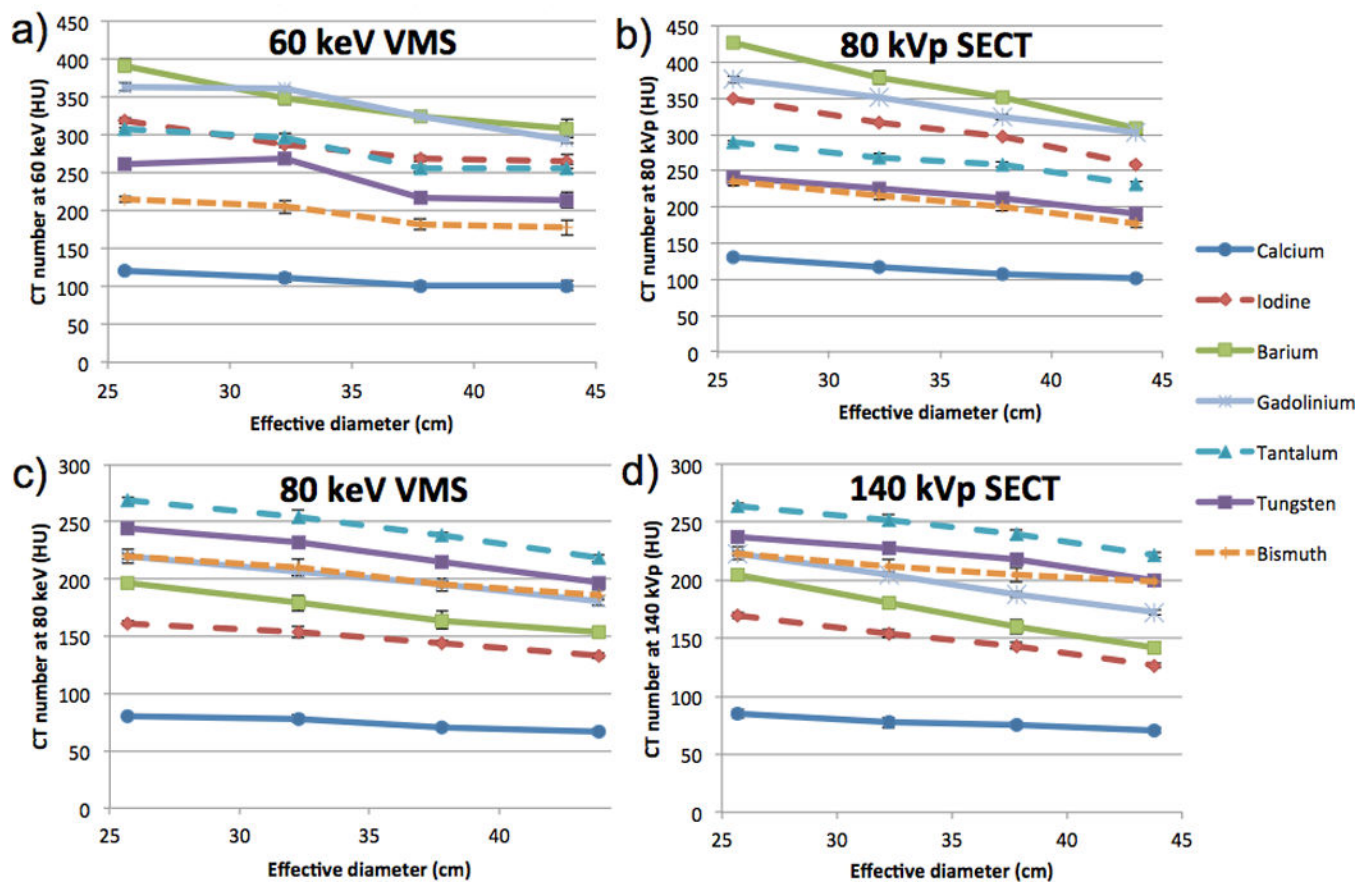 a)
60 keV VMS
CT number at 60 keV (HU)
450
400
350
300
250
200
150
100
50
0
25
30
35
40
45
Effective diameter (cm)
b)
80 kVp SECT
CT number at 80 kVp (HU)
450
400
350
300
250
200
150
100
50
0
25
30
35
40
45
Effective diameter (cm)
c)
80 keV VMS
CT number at 80 keV (HU)
300
250
200
150
100
50
0
25
30
35
40
Effective diameter (cm)
d)
140 kVp SECT
CT number at 140 kVp (HU)
300
250
200
150
100
50
0
25
30
35
40
45
Effective diameter (cm)
Calcium
Iodine
Barium
Gadolinium
Tantalum
Tungsten
Bismuth